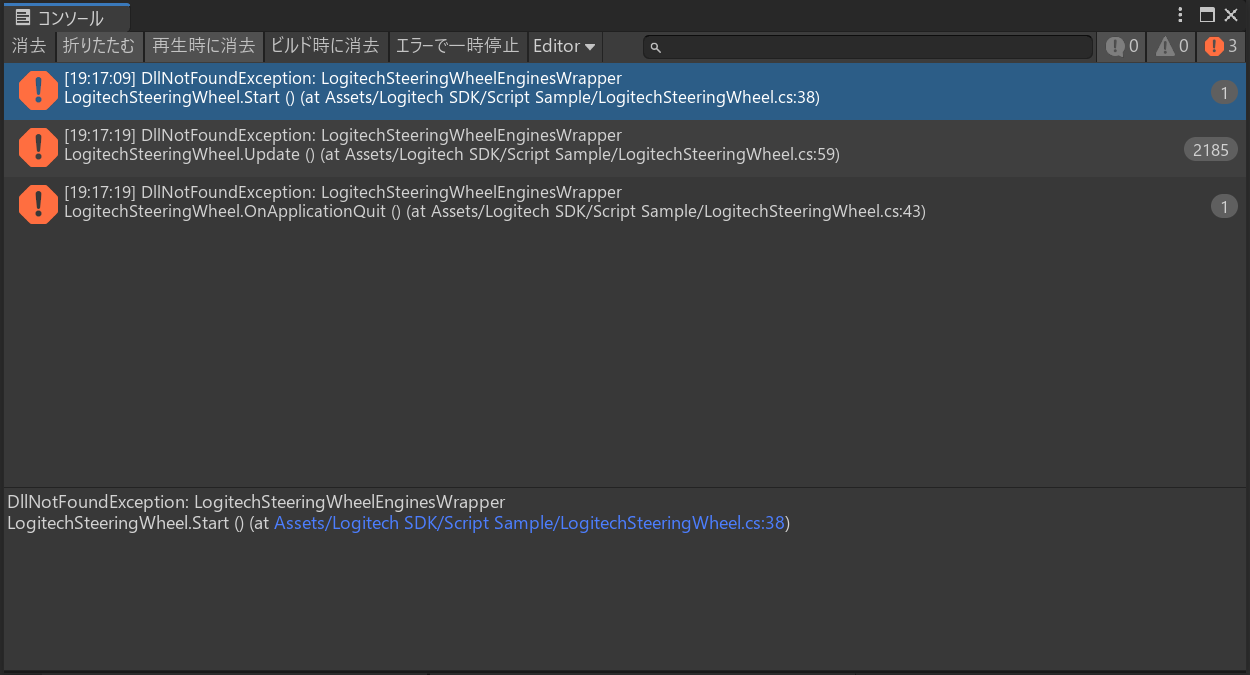 コンソール
消去 折りたたむ 再生時に消去 ビルド時に消去 エラーで一時停止 Editor 0 0 3
[19:17:09] DllNotFoundException: LogitechSteeringWheelEnginesWrapper
LogitechSteeringWheel.Start () (at Assets/Logitech SDK/Script Sample/LogitechSteeringWheel.cs:38) 1
[19:17:19] DllNotFoundException: LogitechSteeringWheelEnginesWrapper
LogitechSteeringWheel.Update () (at Assets/Logitech SDK/Script Sample/LogitechSteeringWheel.cs:59) 2185
[19:17:19] DllNotFoundException: LogitechSteeringWheelEnginesWrapper
LogitechSteeringWheel.OnApplicationQuit () (at Assets/Logitech SDK/Script Sample/LogitechSteeringWheel.cs:43) 1
DllNotFoundException: LogitechSteeringWheelEnginesWrapper
LogitechSteeringWheel.Start () (at Assets/Logitech SDK/Script Sample/LogitechSteeringWheel.cs:38)